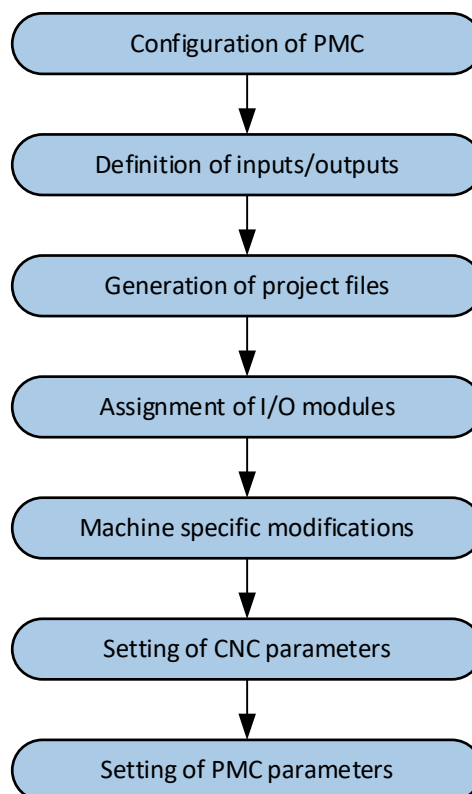 Configuration of PMC
Definition of inputs/outputs
Generation of project files
Assignment of I/O modules
Machine specific modifications
Setting of CNC parameters
Setting of PMC parameters